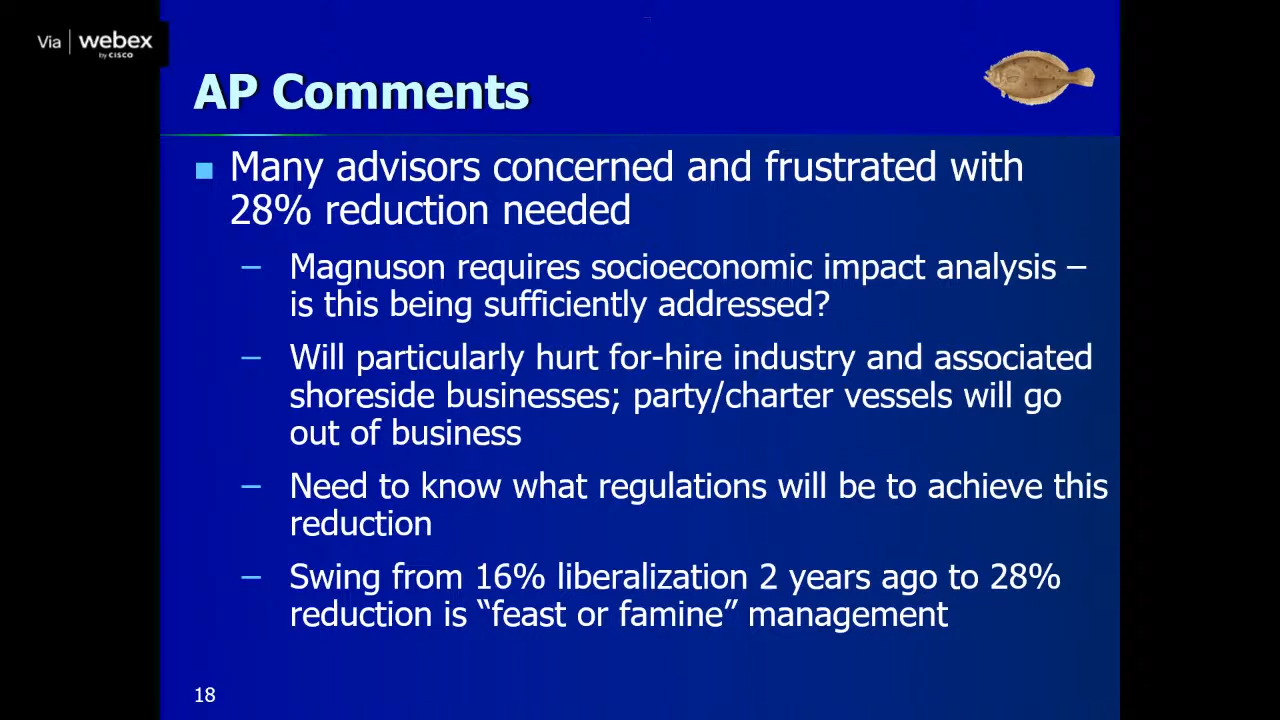 Via webex
by CISCO
AP Comments
Many advisors concerned and frustrated with
28% reduction needed
– Magnuson requires socioeconomic impact analysis –
is this being sufficiently addressed?
– Will particularly hurt for-hire industry and associated
shoreside businesses; party/charter vessels will go
out of business
– Need to know what regulations will be to achieve this
reduction
– Swing from 16% liberalization 2 years ago to 28%
reduction is “feast or famine” management
18